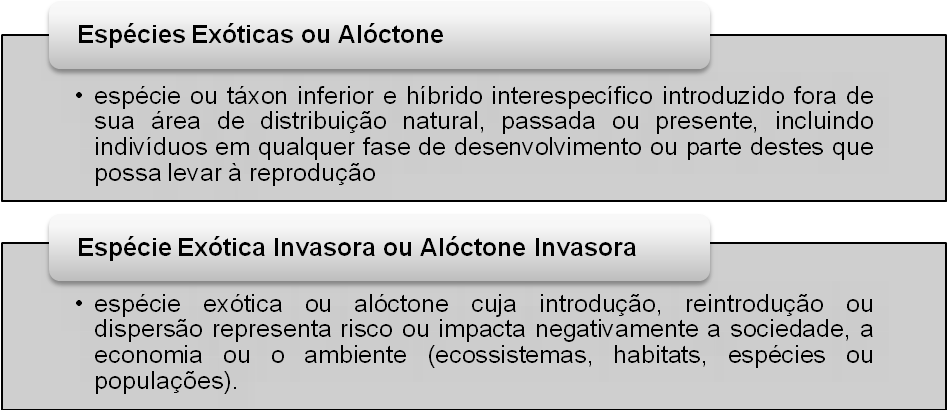 Espécies Exóticas ou Alóctone
• espécie ou táxon inferior e híbrido interespecífico introduzido fora de
sua área de distribuição natural, passada ou presente, incluindo
indivíduos em qualquer fase de desenvolvimento ou parte destes que
possa levar à reprodução
Espécie Exótica Invasora ou Alóctone Invasora
• espécie exótica ou alóctone cuja introdução, reintrodução ou
dispersão representa risco ou impacta negativamente a sociedade, a
economia ou o ambiente (ecossistemas, habitats, espécies ou
populações).